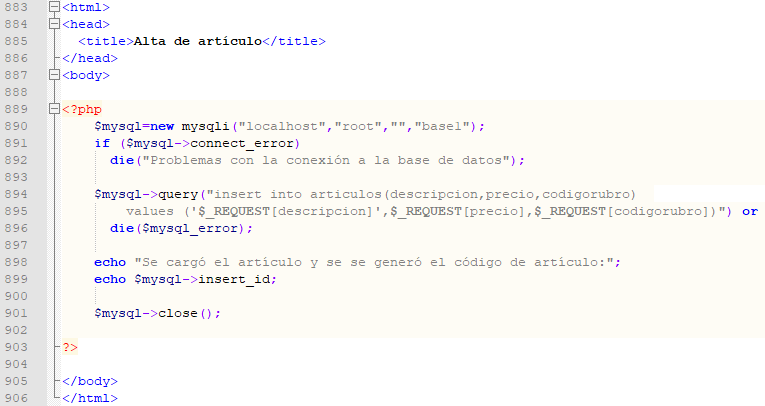 883 <html>
884 <head>
885   <title>Alta de artículo</title>
886 </head>
887 <body>
888
889 <?php
890     $mysql=new mysqli("localhost","root","","base1");
891     if ($mysql->connect_error)
892       die("Problemas con la conexión a la base de datos");
893
894     $mysql->query("insert into articulos(descripcion,precio,codigorubro)
895         values ('$_REQUEST[descripcion]',$_REQUEST[precio],$_REQUEST[codigorubro])") or
896       die($mysql_error);
897
898     echo "Se cargó el artículo y se se generó el código de artículo:";
899     echo $mysql->insert_id;
900
901     $mysql->close();
902
903 ?>
904
905 </body>
906 </html>